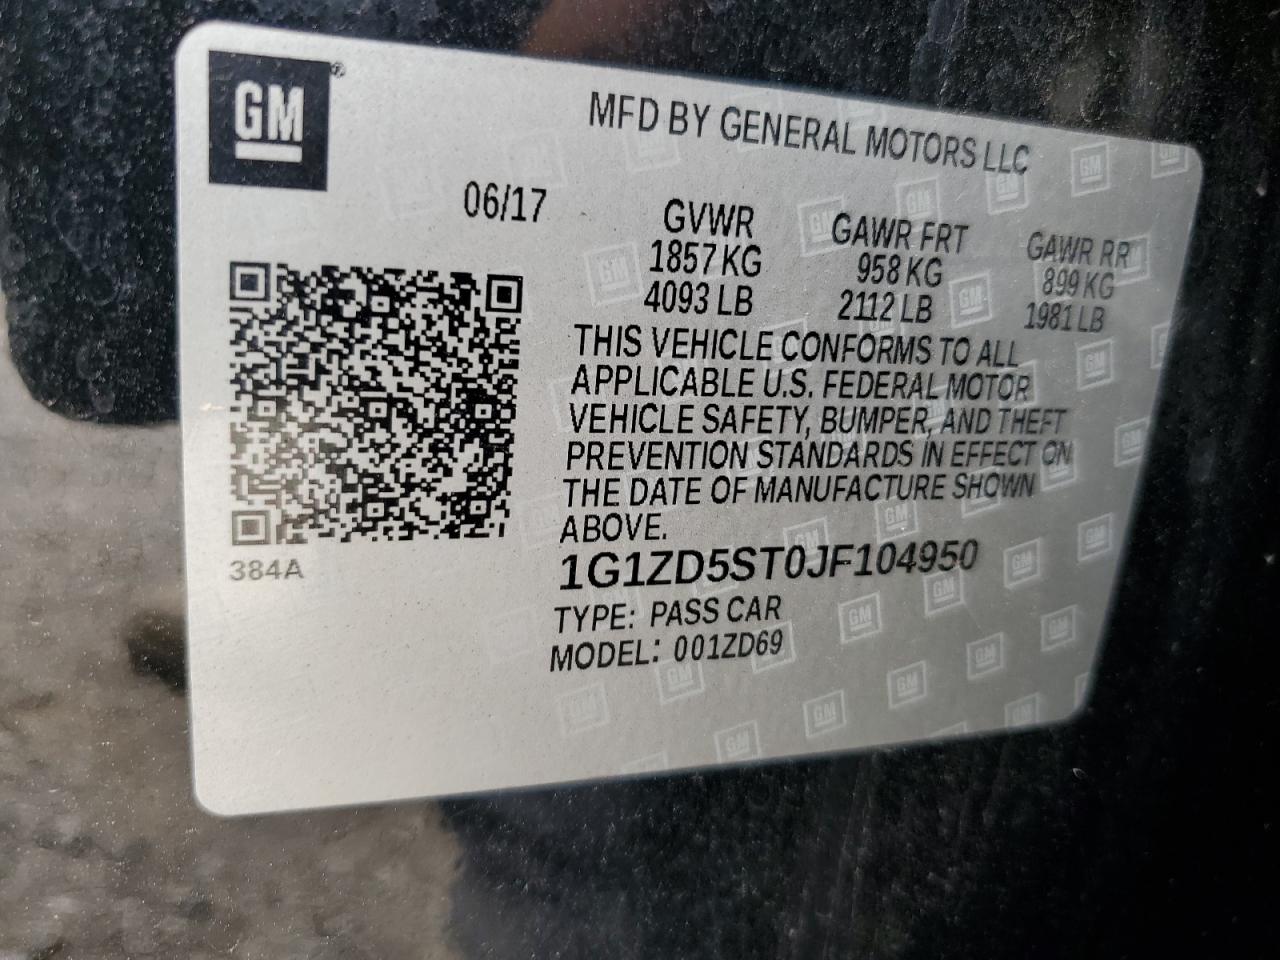 GM ®
MFD BY GENERAL MOTORS LLC
06/17
GVWR GAWR FRT GAWR RR
1857 KG 958 KG 899 KG
4093 LB 2112 LB 1981 LB
THIS VEHICLE CONFORMS TO ALL
APPLICABLE U.S. FEDERAL MOTOR
VEHICLE SAFETY, BUMPER, AND THEFT
PREVENTION STANDARDS IN EFFECT ON
THE DATE OF MANUFACTURE SHOWN
ABOVE.
384A
1G1ZD5ST0JF104950
TYPE: PASS CAR
MODEL: 001ZD69